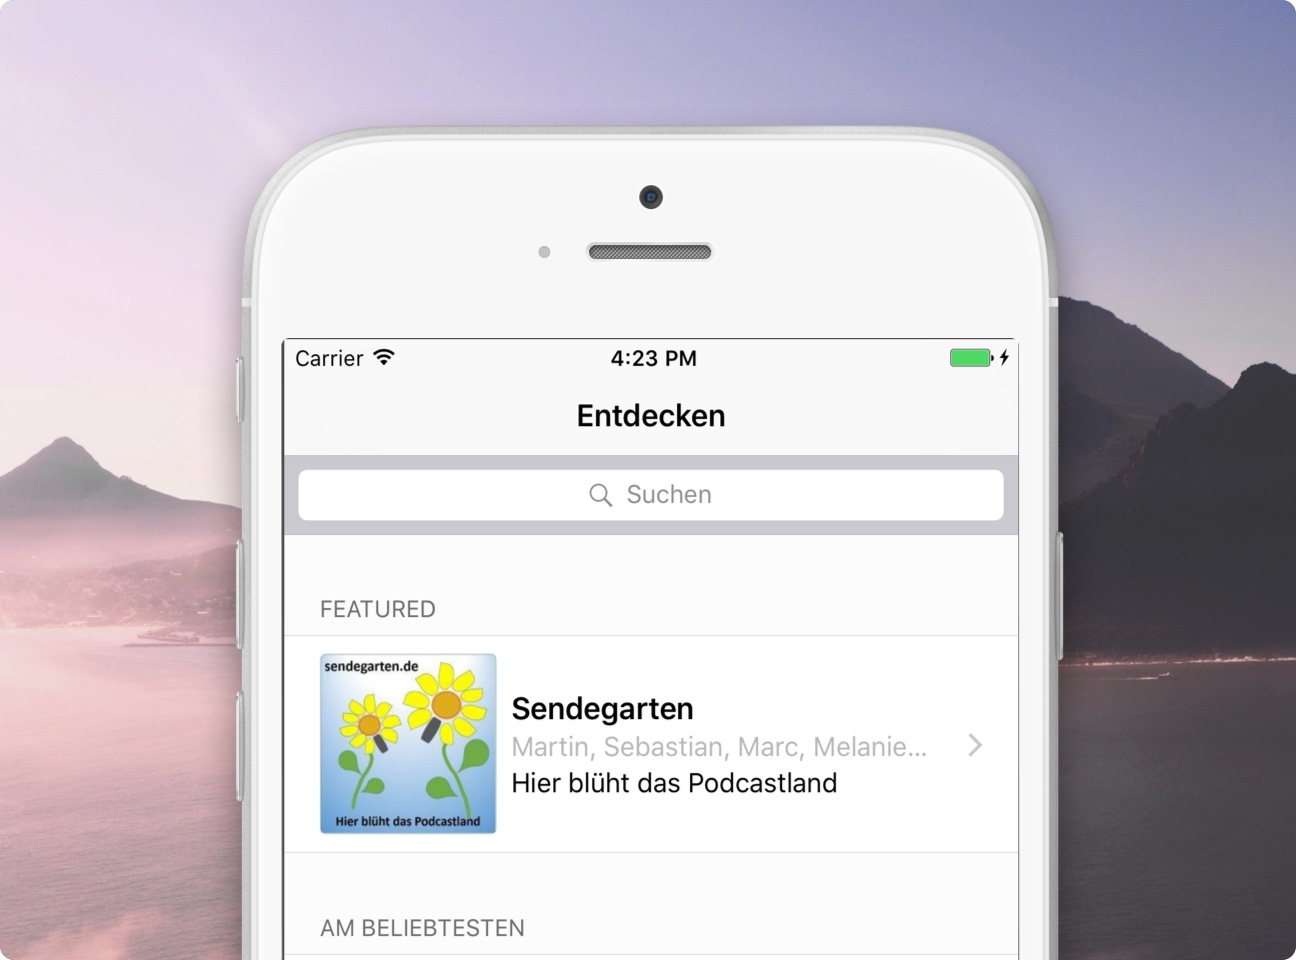 Carrier 4:23 PM
Entdecken
Suchen
FEATURED
sendegarten.de
Hier blüht das Podcastland
Sendegarten
Martin, Sebastian, Marc, Melanie...
Hier blüht das Podcastland
AM BELIEBTESTEN